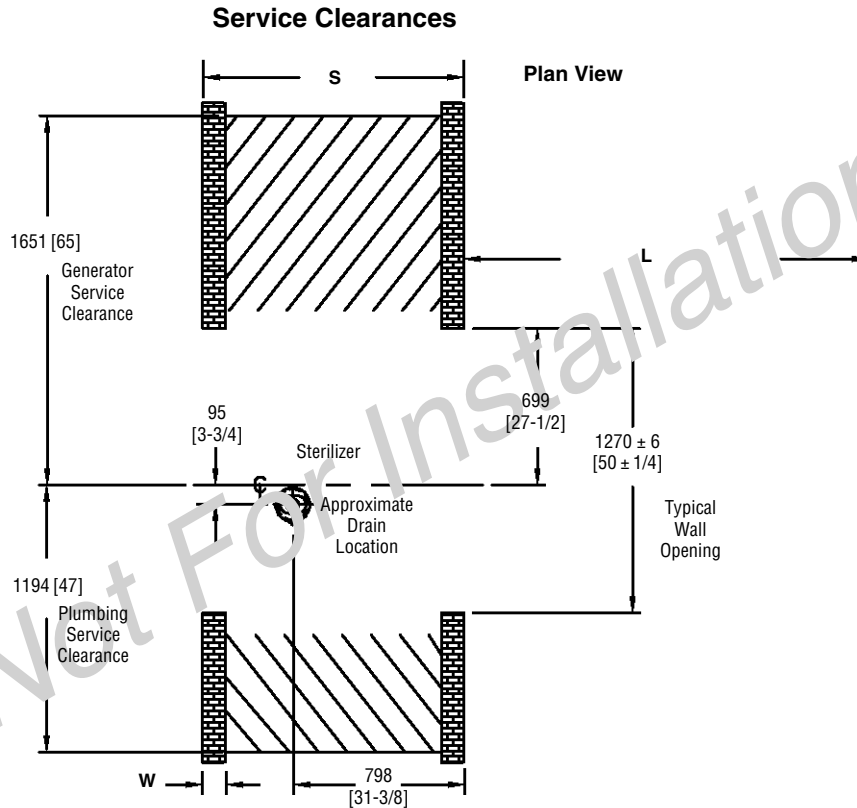 Service Clearances
S
Plan View
1651 [65]
Generator
Service
Clearance
L
95
[3-3/4]
699
[27-1/2]
1270 ± 6
[50 ± 1/4]
Sterilizer
℄
Approximate
Drain
Location
Typical
Wall
Opening
1194 [47]
Plumbing
Service
Clearance
W
798
[31-3/8]
Not For Installation